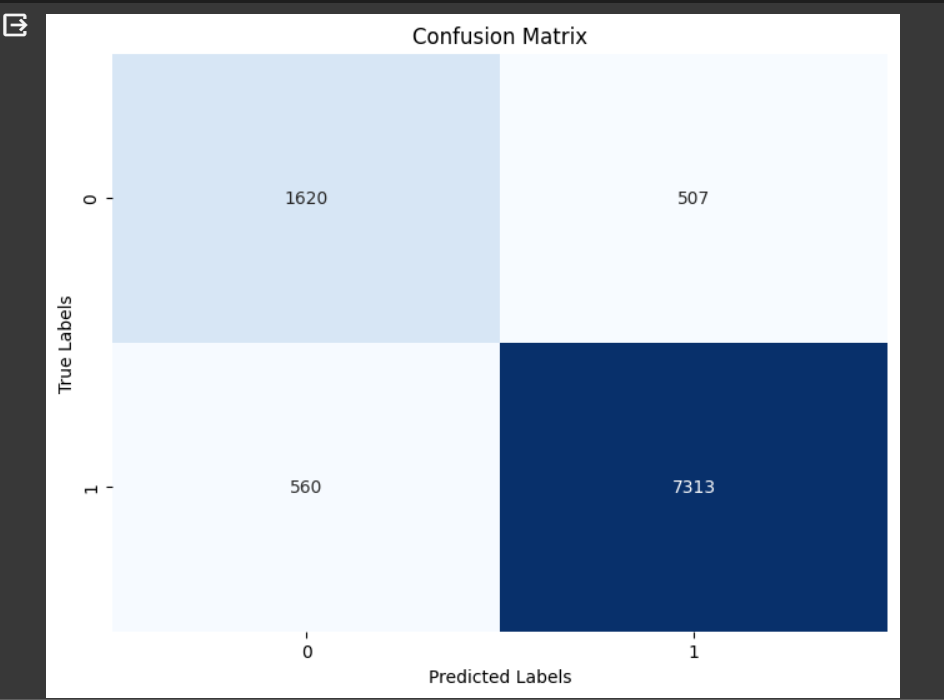 Confusion Matrix
0
1620
507
True Labels
1
560
7313
0
1
Predicted Labels